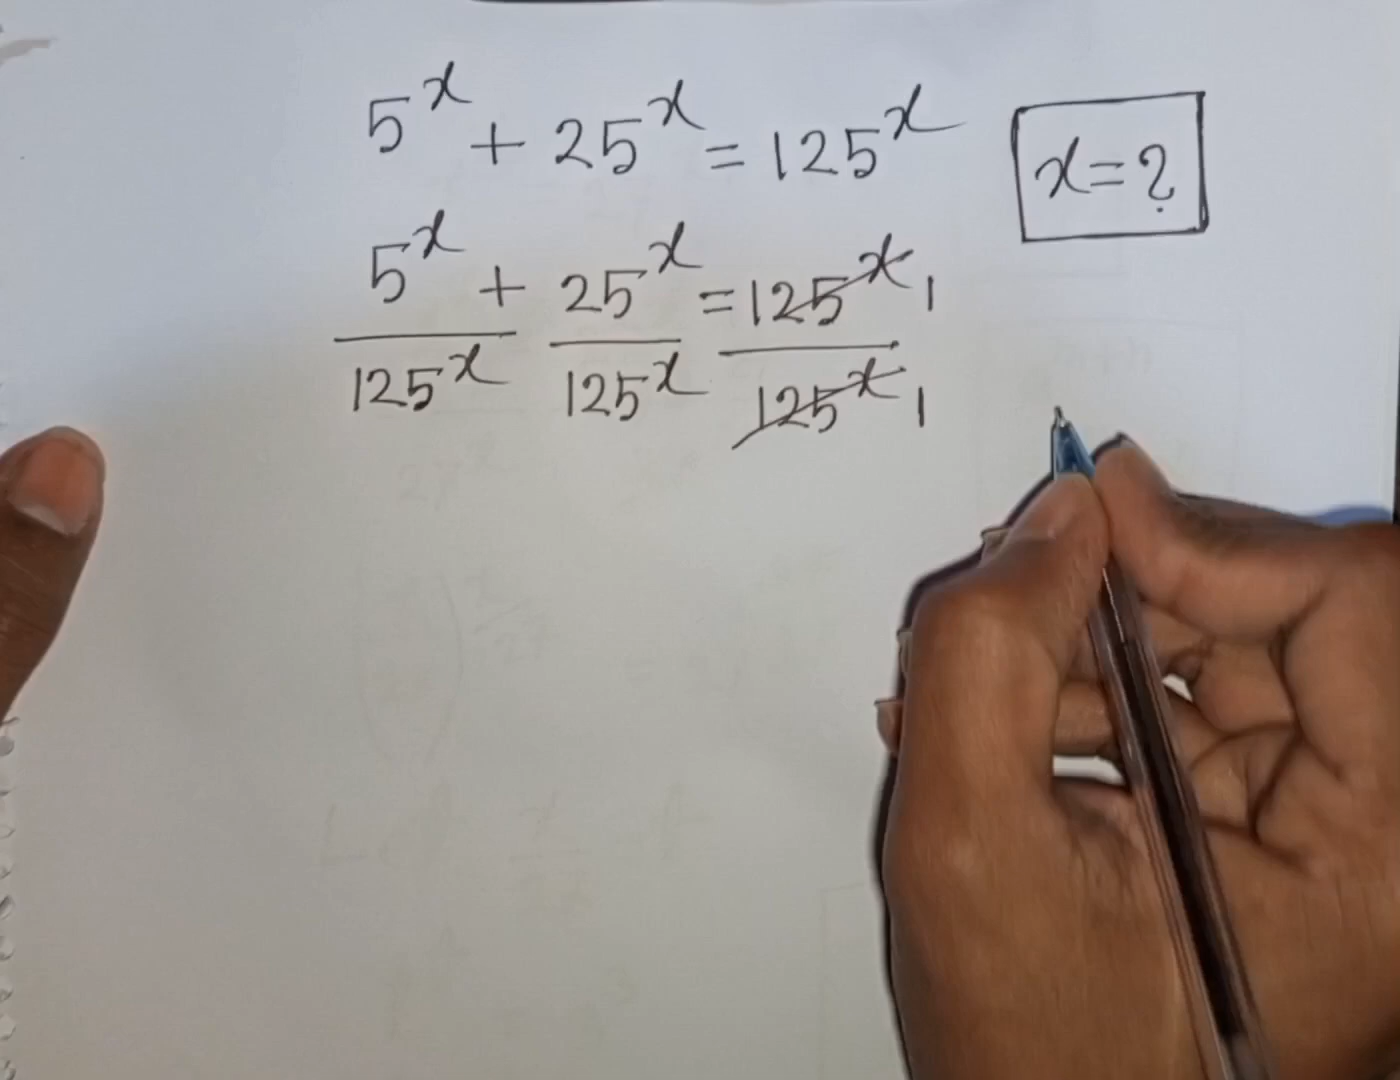 5^x + 25^x = 125^x
x = ?
5^x/125^x + 25^x/125^x = 125^x/125^x 1/1